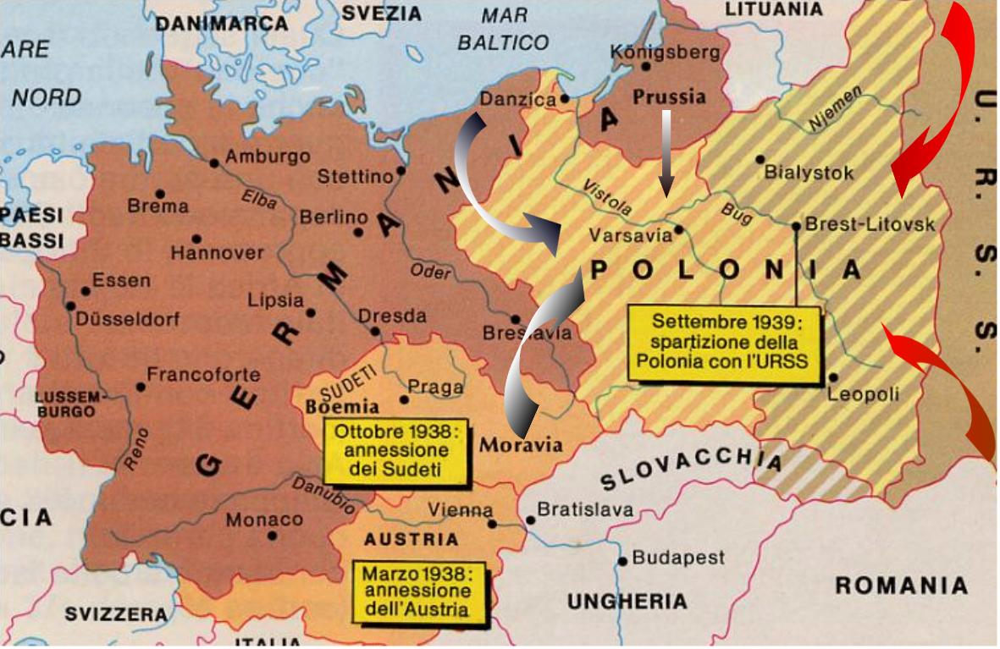 DANIMARCA
SVEZIA
MAR
BALTICO
LITUANIA
ARE
NORD
Königsberg
Prussia
Danzica
Njemen
U. R. S. S.
Amburgo
Stettino
Bialystok
Brema
Elba
Berlino
Vistola
Bug
PAESI
BASSI
Hannover
Varsavia
Brest-Litovsk
POLONIA
Essen
Düsseldorf
Oder
Lipsia
Dresda
Breslavia
GERMANIA
Settembre 1939:
spartizione della
Polonia con l'URSS
Francoforte
LUSSEM-
BURGO
SUDETI
Praga
Boemia
Leopoli
Reno
Ottobre 1938:
annessione
dei Sudeti
Moravia
SLOVACCHIA
Danubio
CIA
Monaco
Vienna
Bratislava
AUSTRIA
Budapest
Marzo 1938:
annessione
dell'Austria
SVIZZERA
UNGHERIA
ROMANIA
ITALIA